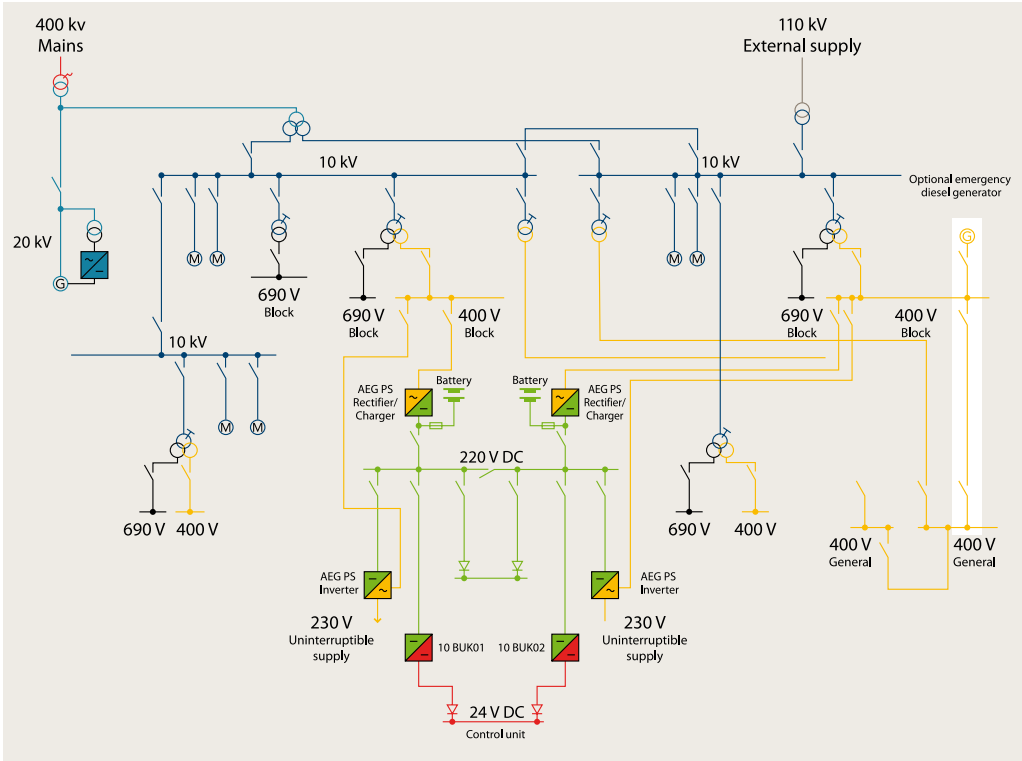 400 kv
Mains
110 kV
External supply
10 kV
10 kV
Optional emergency
diesel generator
20 kV
G
M
M
M
M
G
690 V
Block
690 V
Block
400 V
Block
690 V
Block
400 V
Block
10 kV
M
M
AEG PS
Rectifier/
Charger
Battery
Battery
AEG PS
Rectifier/
Charger
220 V DC
690 V
400 V
690 V
400 V
400 V
General
400 V
General
AEG PS
Inverter
AEG PS
Inverter
230 V
Uninterruptible
supply
10 BUK01
10 BUK02
230 V
Uninterruptible
supply
24 V DC
Control unit